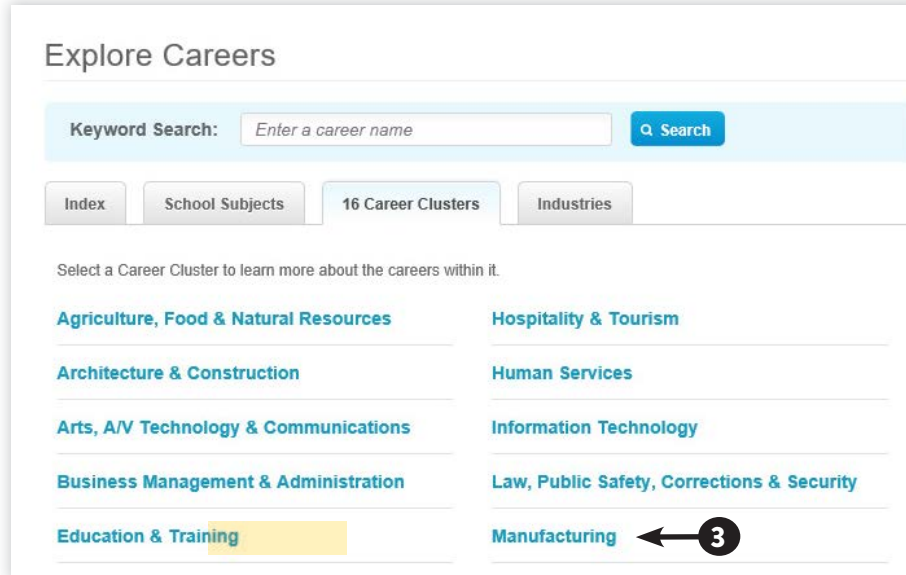 Explore Careers
Keyword Search: Enter a career name Search
Index School Subjects 16 Career Clusters Industries
Select a Career Cluster to learn more about the careers within it.
Agriculture, Food & Natural Resources Hospitality & Tourism
Architecture & Construction Human Services
Arts, A/V Technology & Communications Information Technology
Business Management & Administration Law, Public Safety, Corrections & Security
Education & Training Manufacturing 3